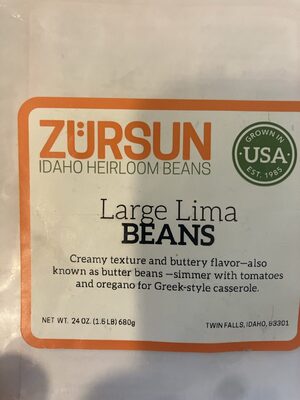 ZÜRSUN
IDAHO HEIRLOOM BEANS
GROWN IN
USA
EST. 1985
Large Lima
BEANS
Creamy texture and buttery flavor—also
known as butter beans —simmer with tomatoes
and oregano for Greek-style casserole.
NET WT. 24 OZ. (1.5 LB) 680g
TWIN FALLS, IDAHO, 83301